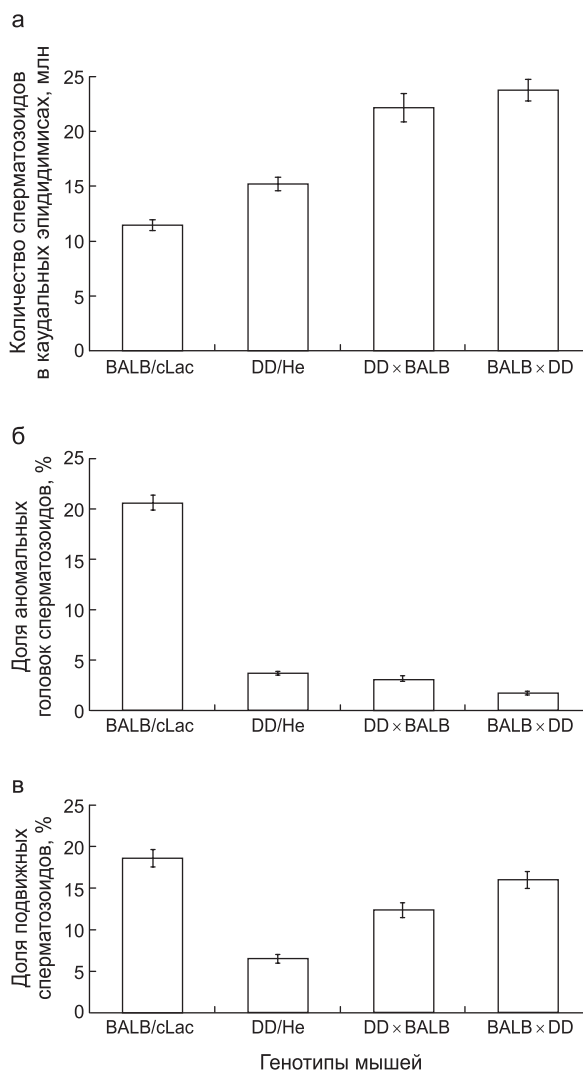 а
Количество сперматозоидов
в каудальных эпидидимисах, млн
25
20
15
10
5
0
BALB/cLac DD/He DD × BALB BALB × DD
б
Доля аномальных
головок сперматозоидов, %
25
20
15
10
5
0
BALB/cLac DD/He DD × BALB BALB × DD
в
Доля подвижных
сперматозоидов, %
25
20
15
10
5
0
BALB/cLac DD/He DD × BALB BALB × DD
Генотипы мышей